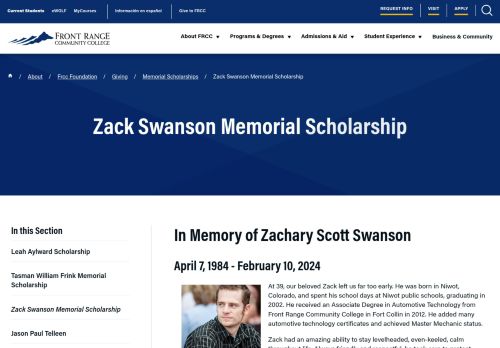 Current Students eWOLF MyCourses Información en español Give to FRCC REQUEST INFO VISIT APPLY
FRONT RANGE
COMMUNITY COLLEGE
About FRCC Programs & Degrees Admissions & Aid Student Experience Business & Community
/ About / Frcc Foundation / Giving / Memorial Scholarships / Zack Swanson Memorial Scholarship
Zack Swanson Memorial Scholarship
In this Section
Leah Aylward Scholarship
Tasman William Frink Memorial
Scholarship
Zack Swanson Memorial Scholarship
Jason Paul Telleen
In Memory of Zachary Scott Swanson
April 7, 1984 - February 10, 2024
At 39, our beloved Zack left us far too early. He was born in Niwot,
Colorado, and spent his school days at Niwot public schools, graduating in
2002. He received an Associate Degree in Automotive Technology from
Front Range Community College in Fort Collin in 2012. He added many
automotive technology certificates and achieved Master Mechanic status.
Zack had an amazing ability to stay levelheaded, even-keeled, calm